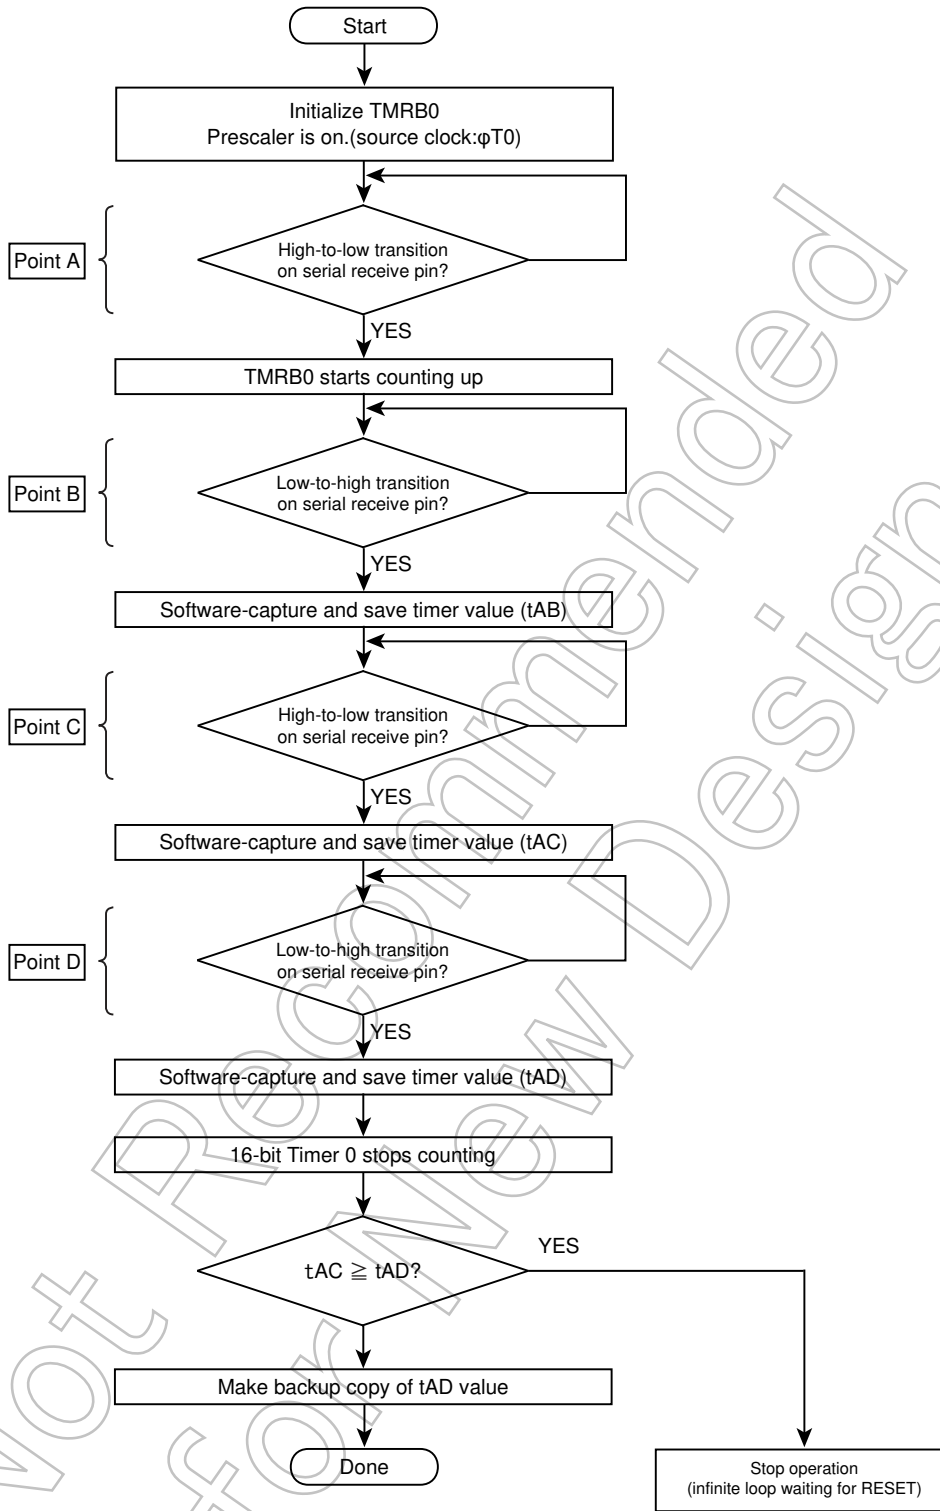 Start
Initialize TMRB0
Prescaler is on.(source clock:φT0)
Point A
High-to-low transition
on serial receive pin?
YES
TMRB0 starts counting up
Point B
Low-to-high transition
on serial receive pin?
YES
Software-capture and save timer value (tAB)
Point C
High-to-low transition
on serial receive pin?
YES
Software-capture and save timer value (tAC)
Point D
Low-to-high transition
on serial receive pin?
YES
Software-capture and save timer value (tAD)
16-bit Timer 0 stops counting
tAC ≧ tAD?
YES
Make backup copy of tAD value
Done
Stop operation
(infinite loop waiting for RESET)
Not Recommended
for New Design